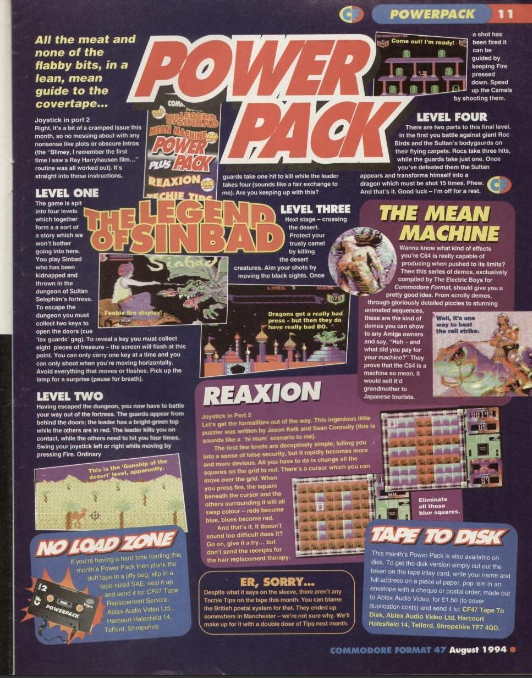 POWERPACK 11
All the meat and
none of the
flabby bits, in a
lean, mean
guide to the
covertape...
POWER
PACK
Joystick in port 2
Right, it's a bit of a cramped issue this
month, so no messing about with any
nonsense like plots or obscure intros
(the "Blimey, I remember the first
time I saw a Ray Harryhausen film..."
routine was all worked out). It's
straight into those instructions.
LEVEL ONE
The game is split
into four levels
which together
form a a sort of
a story which we
won't bother
going into here.
You play Sinbad
who has been
kidnapped and
thrown in the
dungeon of Sultan
Selaphim's fortress.
To escape the
dungeon you must
collect two keys to
open the doors (cue
'lax guards' gag). To reveal a key you must collect
eight pieces of treasure – the screen will flash at this
point. You can only carry one key at a time and you
can only shoot when you're moving horizontally.
Avoid everything that moves or flashes. Pick up the
lamp for a surprise (pause for breath).
LEVEL TWO
Having escaped the dungeon, you now have to battle
your way out of the fortress. The guards appear from
behind the doors; the leader has a bright-green top
while the others are in red. The leader kills you on
contact, while the others need to hit you four times.
Swing your joystick left or right while moving by
pressing Fire. Ordinary
This is the 'Gunship of the
desert' level, apparently.
THE LEGEND
OF SINBAD
MEAN MACHINE
POWER
PLUS PACK
REAXION
TECHIE TIPS
guards take one hit to kill while the leader
takes four (sounds like a fair exchange to
me). Are you keeping up with this?
THE LEGEND
OF SINBAD
Feeble fire display!
LEVEL THREE
Next stage – crossing
the desert.
Protect your
trusty camel
by killing
the desert
creatures. Aim your shots by
moving the black sights. Once
Dragons get a really bad
press – but then they do
have really bad BO.
Come out! I'm ready!
a shot has
been fired it
can be
guided by
keeping Fire
pressed
down. Speed
up the Camels
by shooting them.
LEVEL FOUR
There are two parts to this final level.
In the first you battle against giant Roc
Birds and the Sultan's bodyguards on
their flying carpets. Rocs take three hits,
while the guards take just one. Once
you've defeated them the Sultan
appears and transforms himself into a
dragon which must be shot 15 times. Phew.
And that's it. Good luck – I'm off for a rest.
THE MEAN
MACHINE
Wanna know what kind of effects
you're C64 is really capable of
producing when pushed to its limits?
Then this series of demos, exclusively
compiled by The Electric Boys for
Commodore Format, should give you a
pretty good idea. From scrolly demos,
through gloriously detailed piccies to stunning
animated sequences,
these are the kind of
demos you can show
to any Amiga owners
and say, "Hah – and
what did you pay for
your machine?" They
prove that the C64 is a
machine so mean, it
would sell it'd
grandmother to
Japanese tourists.
Well, it's one
way to beat
the rail strike.
REAXION
Joystick in Port 2
Let's get the formalities out of the way. This ingenious little
puzzler was written by Jason Kelk and Sean Connolly (this is
sounds like a 'hi mum' scenario to me).
The first few levels are deceptively simple, lulling you
into a sense of false security, but it rapidly becomes more
and more devious. All you have to do is change all the
squares on the grid to red. There's a cursor which you can
move over the grid. When
you press fire, the square
beneath the cursor and the
others surrounding it will all
swap colour – reds become
blue, blues become red.
And that's it. It doesn't
sound too difficult does it?
Go on, give it a try... but
don't send the receipts for
the hair replacement therapy.
Eliminate
all those
blue squares.
NO LOAD ZONE
If you're having a hard time loading this
month's Power Pack then plonk the
duff tape in a jiffy bag, slip in a
tape-sized SAE, seal it up
and send it to: CF47 Tape
Replacement Service,
Ablex Audio Video Ltd.,
Harcourt Halesfield 14,
Telford, Shropshire
POWERPACK
ER, SORRY...
Despite what it says on the sleeve, there aren't any
Techie Tips on the tape this month. You can blame
the British postal system for that. They ended up
somewhere in Manchester – we're not sure why. We'll
make up for it with a double dose of Tips next month.
TAPE TO DISK
This month's Power Pack is also available on
disk. To get the disk version simply cut out the
token on the tape inlay card, write your name and
full address on a piece of paper, pop 'em in an
envelope with a cheque or postal order, made out
to Ablex Audio Video, for £1.50 (to cover
duplication costs) and send it to: CF47 Tape To
Disk, Ablex Audio Video Ltd, Harcourt
Halesfield 14, Telford, Shropshire TF7 4QD.
COMMODORE FORMAT 47 August 1994